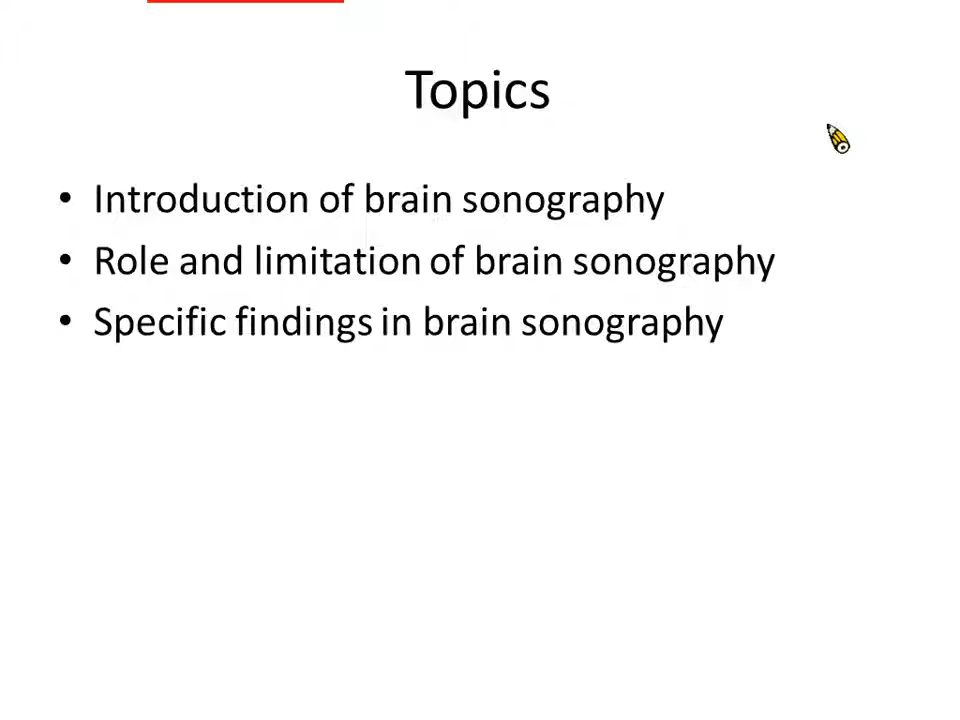 Topics
• Introduction of brain sonography
• Role and limitation of brain sonography
• Specific findings in brain sonography